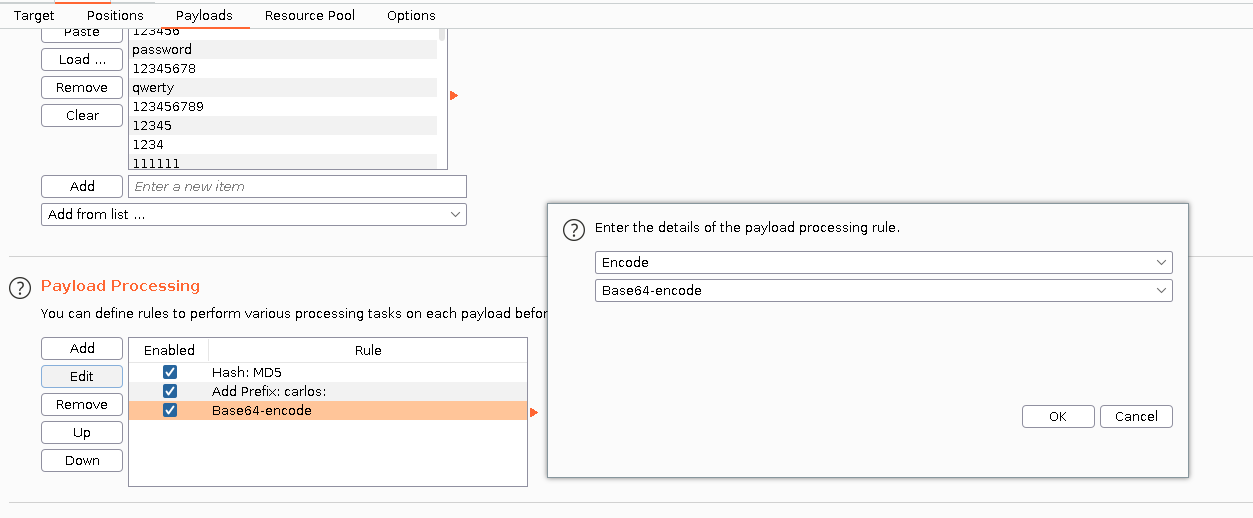 Target Positions Payloads Resource Pool Options
Paste
123456
Load ...
password
12345678
Remove
qwerty
123456789
Clear
12345
1234
111111
Add
Enter a new item
Add from list ...
? Payload Processing
You can define rules to perform various processing tasks on each payload befor
Add
Edit
Remove
Up
Down
Enabled Rule
Hash: MD5
Add Prefix: carlos:
Base64-encode
? Enter the details of the payload processing rule.
Encode
Base64-encode
OK Cancel